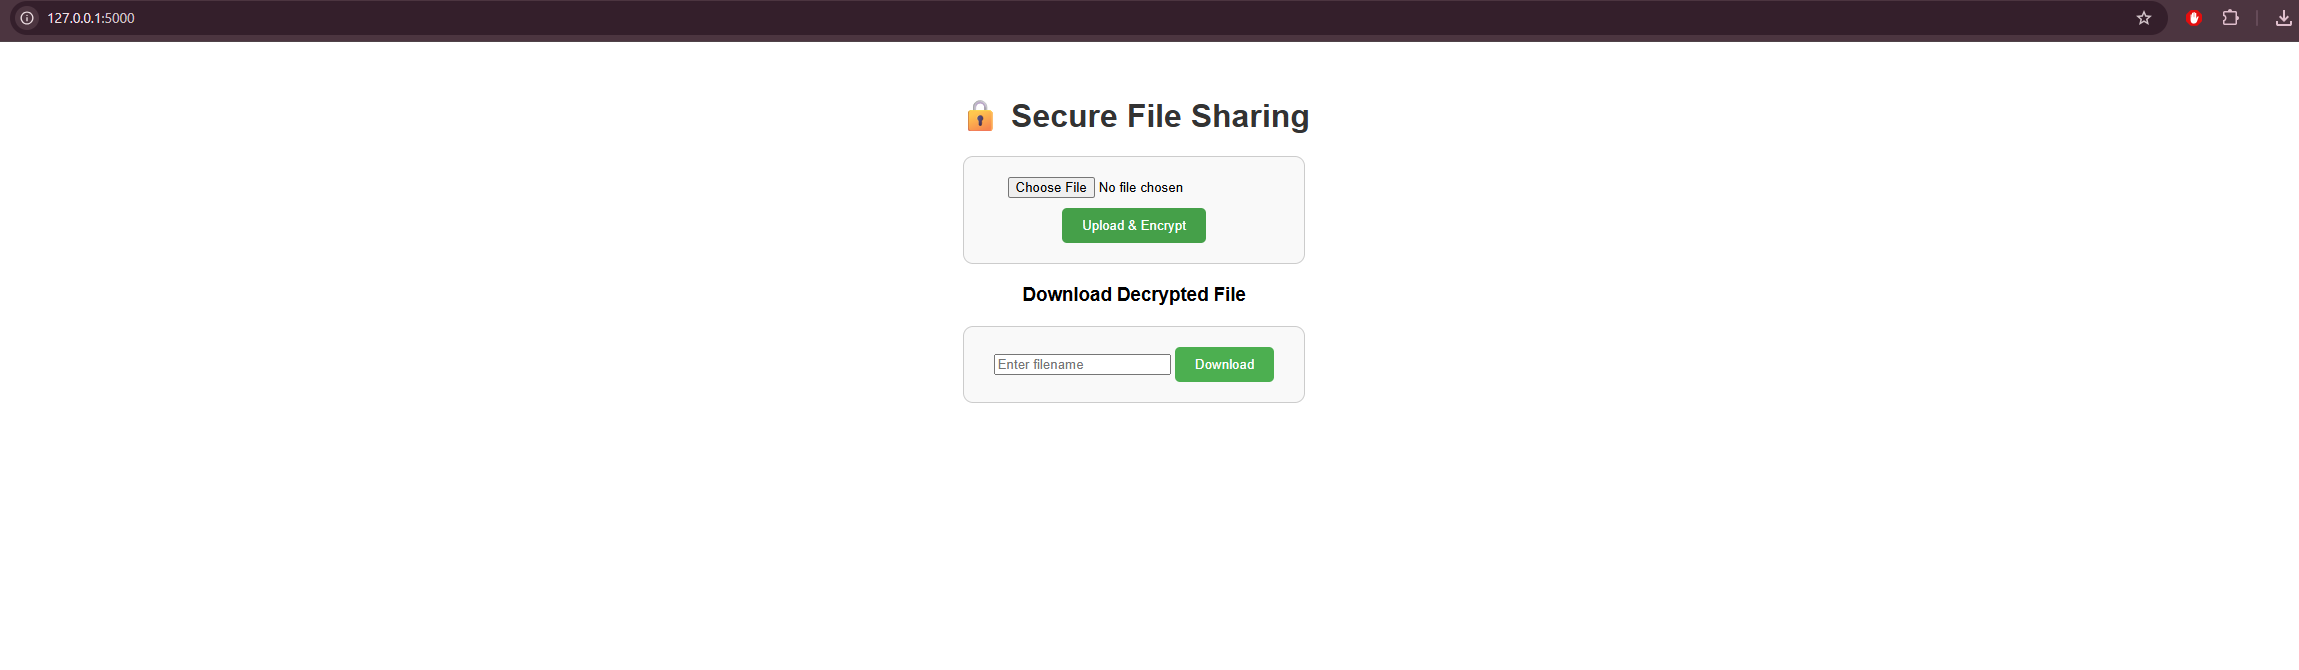 127.0.0.1:5000
🔒 Secure File Sharing
Choose File No file chosen
Upload & Encrypt
Download Decrypted File
Enter filename Download